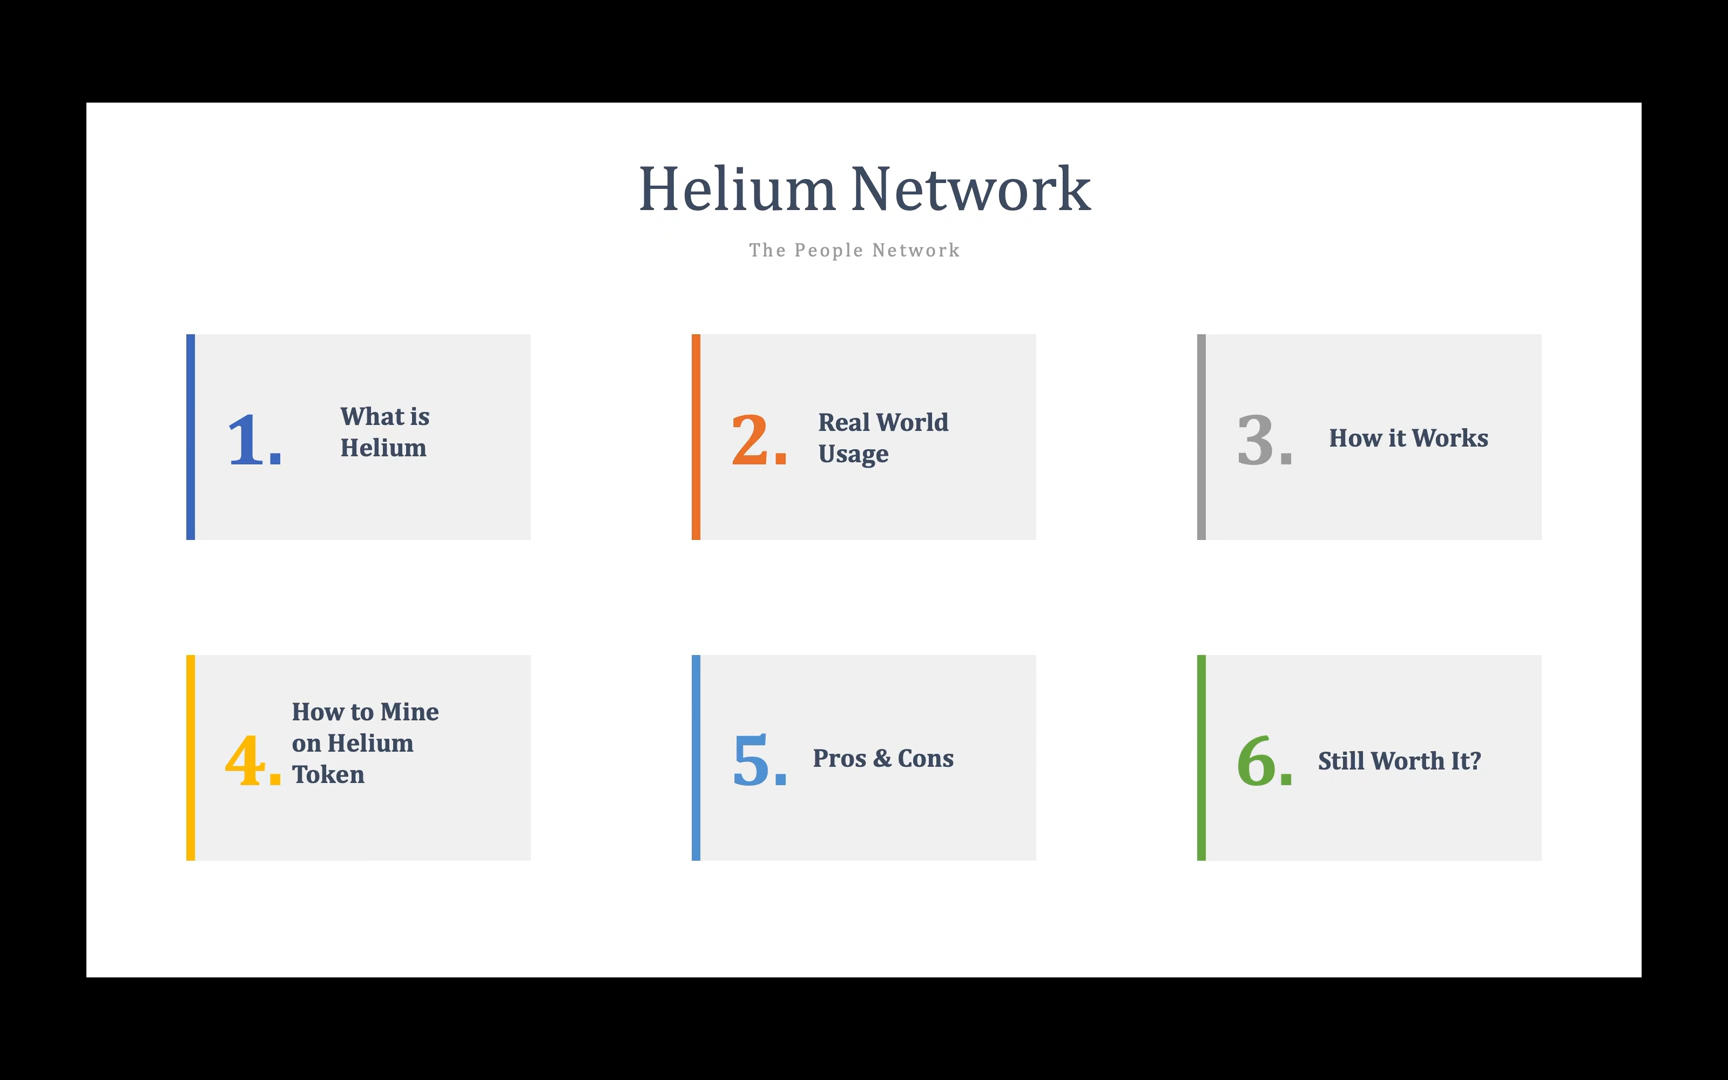 Helium Network
The People Network
1.
What is
Helium
2.
Real World
Usage
3.
How it Works
4.
How to Mine
on Helium
Token
5.
Pros & Cons
6.
Still Worth It?